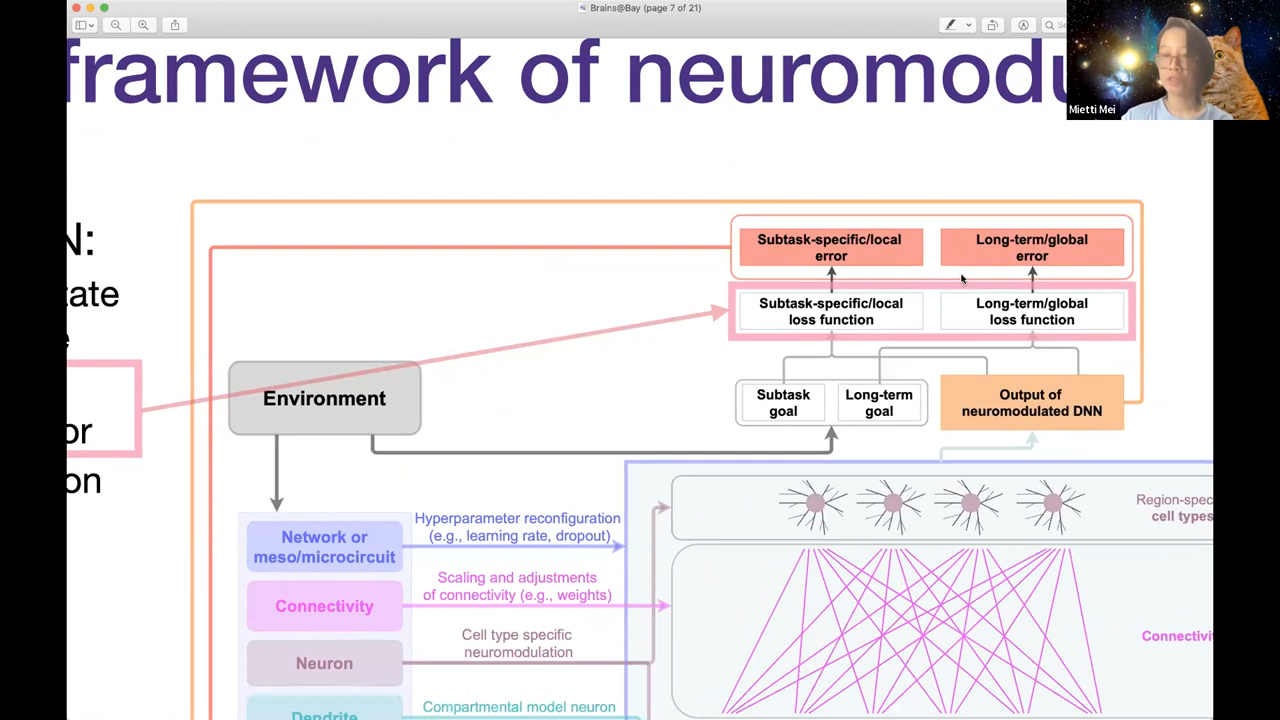 Brains@Bay (page 7 of 21)
framework of neuromodu
Mietti Mei
N:
tate
or
on
Subtask-specific/local
error
Long-term/global
error
Subtask-specific/local
loss function
Long-term/global
loss function
Environment
Subtask
goal
Long-term
goal
Output of
neuromodulated DNN
Network or
meso/microcircuit
Hyperparameter reconfiguration
(e.g., learning rate, dropout)
Region-spec
cell types
Connectivity
Scaling and adjustments
of connectivity (e.g., weights)
Connectivi
Neuron
Cell type specific
neuromodulation
Dendrite
Compartmental model neuron